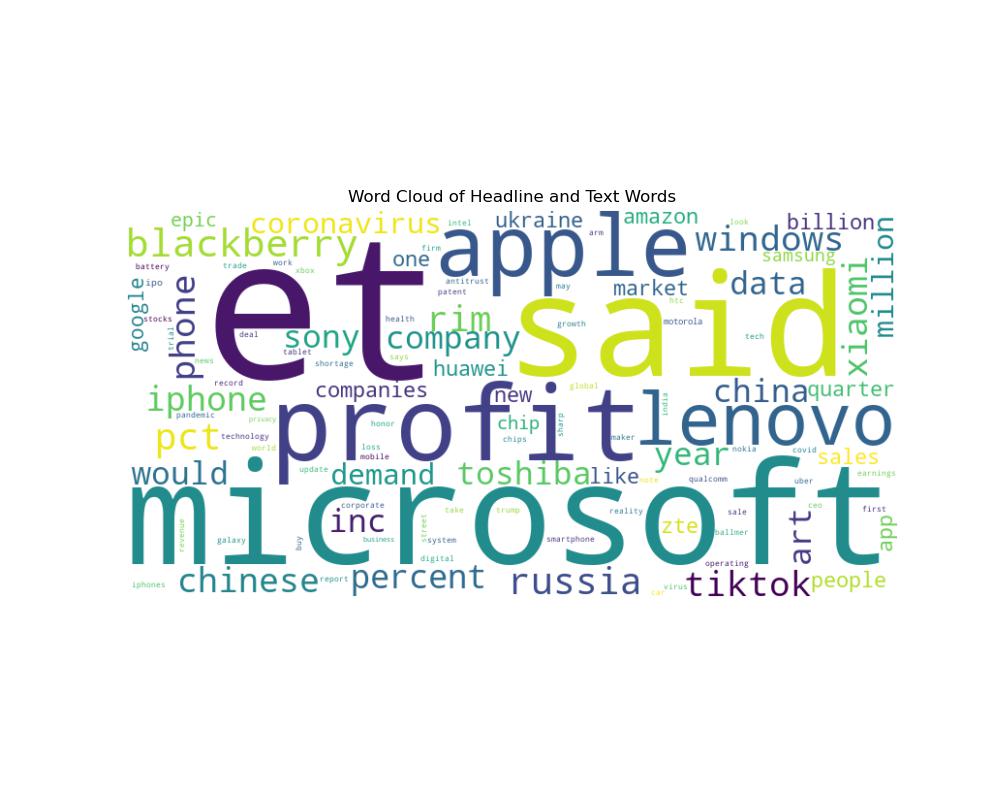 Word Cloud of Headline and Text Words
epic
coronavirus
intel
ukraine
amazon
look
billion
blackberry
firm
one
apple
arm
windows
samsung
million
battery
trade
work
xbox
antitrust
patent
may
market
data
xiaomi
google
ipo
phone
et
said
stocks
trial
deal
health
rim
growth
htc
motorola
tech
sony
company
news
tablet
shortage
says
huawei
record
companies
new
global
china
quarter
iphone
pandemic
privacy
profit
chip
sharp
india
lenovo
pct
technology
world
honor
loss
mobile
chips
maker
nokia
covid
year
sales
would
update
demand
toshiba
like
vote
qualcomm
uber
earnings
microsoft
corporate
inc
take
trump
reality
zte
sale
ballmer
art
ceo
first
app
revenue
galaxy
buy
business
street
system
digital
smartphone
operating
iphones
chinese
report
percent
russia
car
virus
tiktok
people